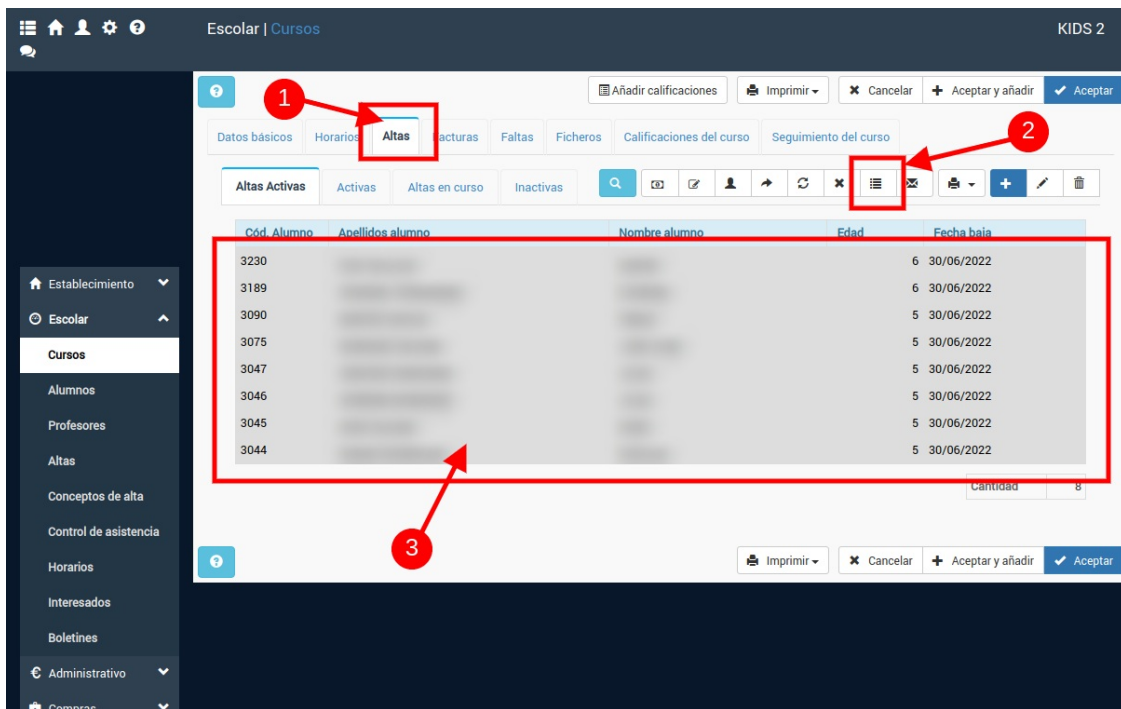 Escolar | Cursos
KIDS 2
1
Añadir calificaciones
Imprimir
Cancelar
Aceptar y añadir
Aceptar
2
Datos básicos
Horarios
Altas
acturas
Faltas
Ficheros
Calificaciones del curso
Seguimiento del curso
Altas Activas
Activas
Altas en curso
Inactivas
Cód. Alumno Apellidos alumno Nombre alumno Edad Fecha baja
3230 6 30/06/2022
3189 6 30/06/2022
3090 5 30/06/2022
3075 5 30/06/2022
3047 5 30/06/2022
3046 5 30/06/2022
3045 5 30/06/2022
3044 5 30/06/2022
Cantidad 8
3
Imprimir
Cancelar
Aceptar y añadir
Aceptar
Establecimiento
Escolar
Cursos
Alumnos
Profesores
Altas
Conceptos de alta
Control de asistencia
Horarios
Interesados
Boletines
Administrativo
Compras